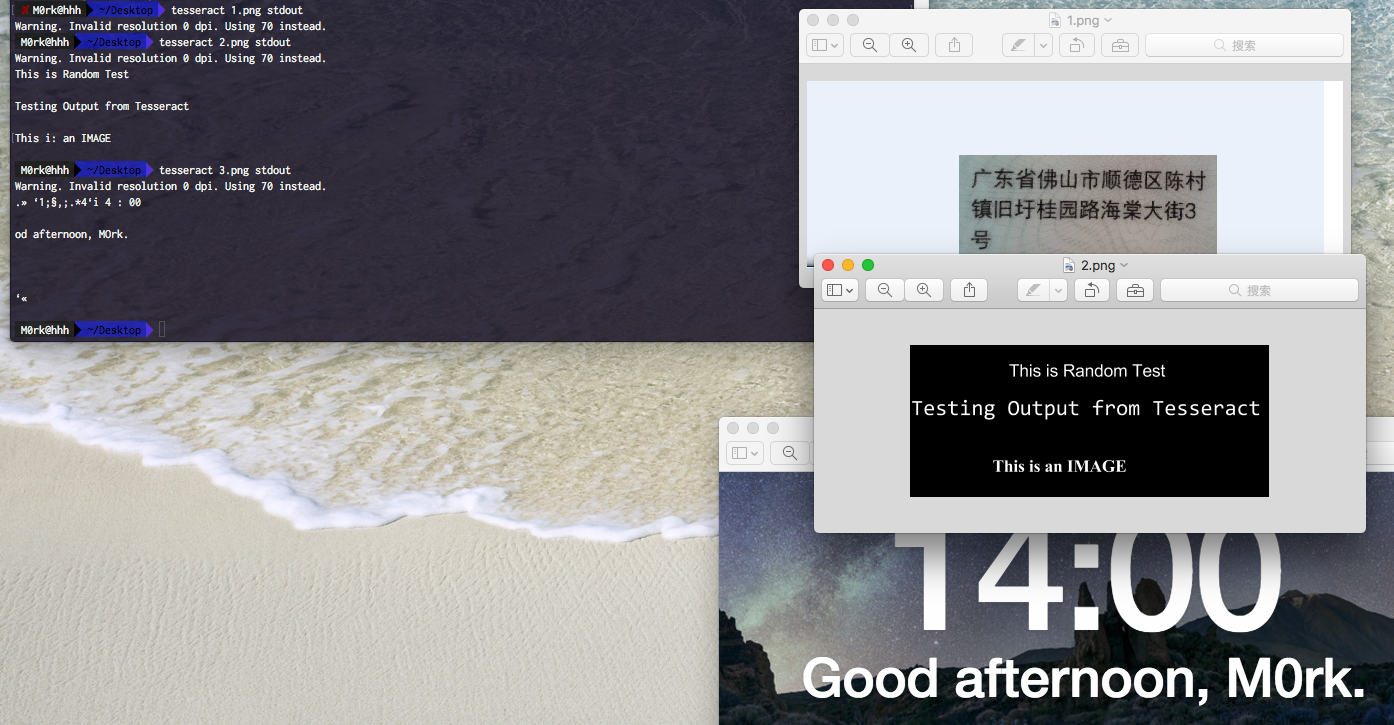 ✘ M0rk@hhh ~/Desktop tesseract 1.png stdout
Warning. Invalid resolution 0 dpi. Using 70 instead.
M0rk@hhh ~/Desktop tesseract 2.png stdout
Warning. Invalid resolution 0 dpi. Using 70 instead.
This is Random Test
Testing Output from Tesseract
This i: an IMAGE
M0rk@hhh ~/Desktop tesseract 3.png stdout
Warning. Invalid resolution 0 dpi. Using 70 instead.
.» ‘1;§,;.*4‘i 4 : 00
od afternoon, M0rk.
‘«
M0rk@hhh ~/Desktop
1.png
搜索
广东省佛山市顺德区陈村
镇旧圩桂园路海棠大街3
号
2.png
搜索
This is Random Test
Testing Output from Tesseract
This is an IMAGE
14:00
Good afternoon, M0rk.